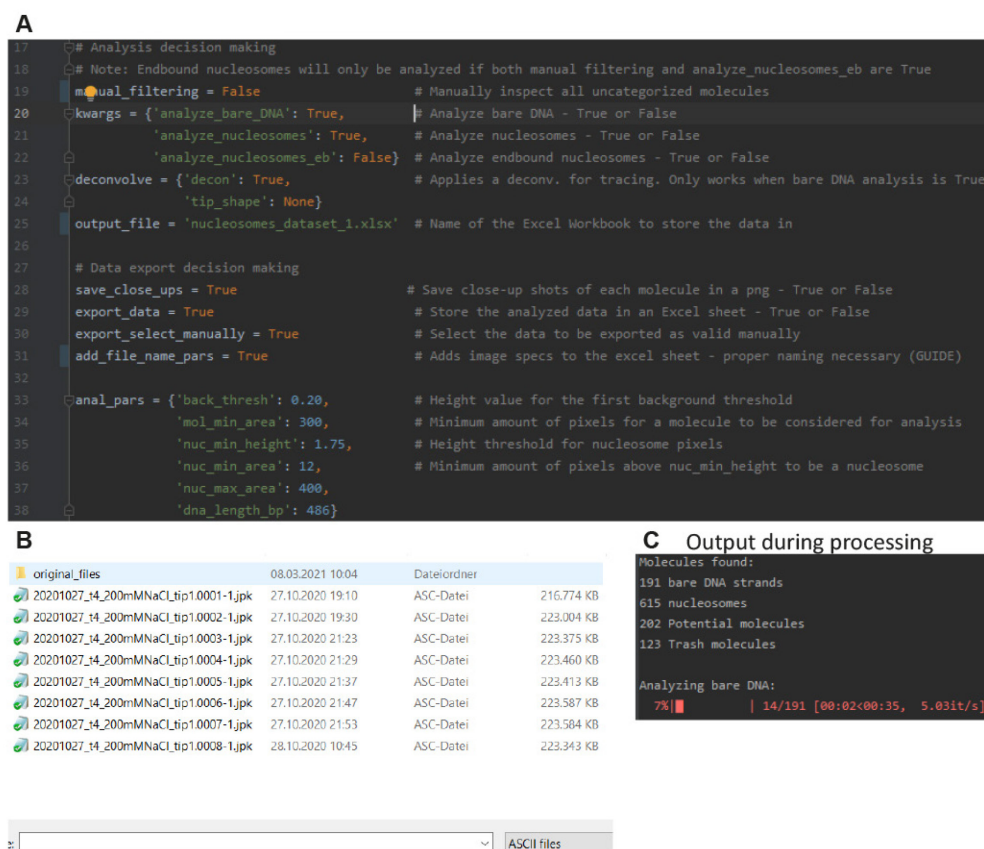 A
17 # Analysis decision making
18 # Note: Endbound nucleosomes will only be analyzed if both manual filtering and analyze_nucleosomes_eb are True
19 manual_filtering = False # Manually inspect all uncategorized molecules
20 kwargs = {'analyze_bare_DNA': True, # Analyze bare DNA - True or False
21 'analyze_nucleosomes': True, # Analyze nucleosomes - True or False
22 'analyze_nucleosomes_eb': False} # Analyze endbound nucleosomes - True or False
23 deconvolve = {'decon': True, # Applies a deconv. for tracing. Only works when bare DNA analysis is True
24 'tip_shape': None}
25 output_file = 'nucleosomes_dataset_1.xlsx' # Name of the Excel Workbook to store the data in
26
27 # Data export decision making
28 save_close_ups = True # Save close-up shots of each molecule in a png - True or False
29 export_data = True # Store the analyzed data in an Excel sheet - True or False
30 export_select_manually = True # Select the data to be exported as valid manually
31 add_file_name_pars = True # Adds image specs to the excel sheet - proper naming necessary (GUIDE)
32
33 anal_pars = {'back_thresh': 0.20, # Height value for the first background threshold
34 'mol_min_area': 300, # Minimum amount of pixels for a molecule to be considered for analysis
35 'nuc_min_height': 1.75, # Height threshold for nucleosome pixels
36 'nuc_min_area': 12, # Minimum amount of pixels above nuc_min_height to be a nucleosome
37 'nuc_max_area': 400,
38 'dna_length_bp': 486}
B
original_files 08.03.2021 10:04 Dateiordner
20201027_t4_200mMNaCl_tip1.0001-1.jpk 27.10.2020 19:10 ASC-Datei 216.774 KB
20201027_t4_200mMNaCl_tip1.0002-1.jpk 27.10.2020 19:30 ASC-Datei 223.004 KB
20201027_t4_200mMNaCl_tip1.0003-1.jpk 27.10.2020 21:23 ASC-Datei 223.375 KB
20201027_t4_200mMNaCl_tip1.0004-1.jpk 27.10.2020 21:29 ASC-Datei 223.460 KB
20201027_t4_200mMNaCl_tip1.0005-1.jpk 27.10.2020 21:37 ASC-Datei 223.413 KB
20201027_t4_200mMNaCl_tip1.0006-1.jpk 27.10.2020 21:47 ASC-Datei 223.587 KB
20201027_t4_200mMNaCl_tip1.0007-1.jpk 27.10.2020 21:53 ASC-Datei 223.584 KB
20201027_t4_200mMNaCl_tip1.0008-1.jpk 28.10.2020 10:45 ASC-Datei 223.343 KB
ASCII files
C Output during processing
Molecules found:
191 bare DNA strands
615 nucleosomes
202 Potential molecules
123 Trash molecules
Analyzing bare DNA:
7%| | 14/191 [00:02<00:35, 5.03it/s]